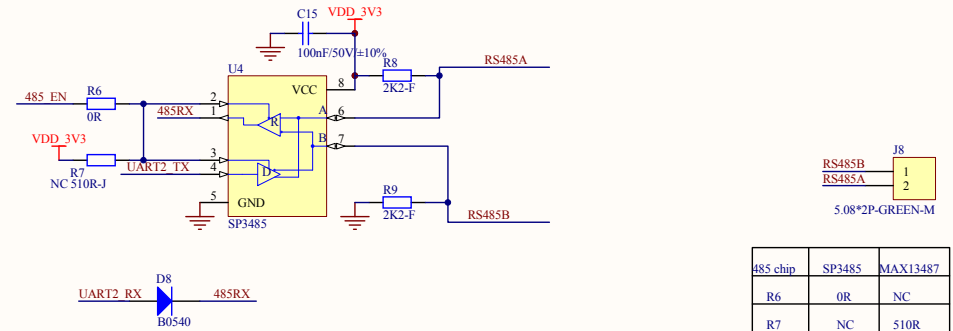 C15 VDD_3V3
100nF/50V/±10%
R8
2K2-F
RS485A
U4
VCC 8
485_EN R6 0R
2
1
485RX
R
A 6
B 7
VDD_3V3
R7
NC 510R-J
UART2_TX
3
4
D
5 GND
SP3485
R9
2K2-F
RS485B
J8
RS485B 1
RS485A 2
5.08*2P-GREEN-M
D8
UART2_RX 485RX
B0540
485 chip SP3485 MAX13487
R6 0R NC
R7 NC 510R